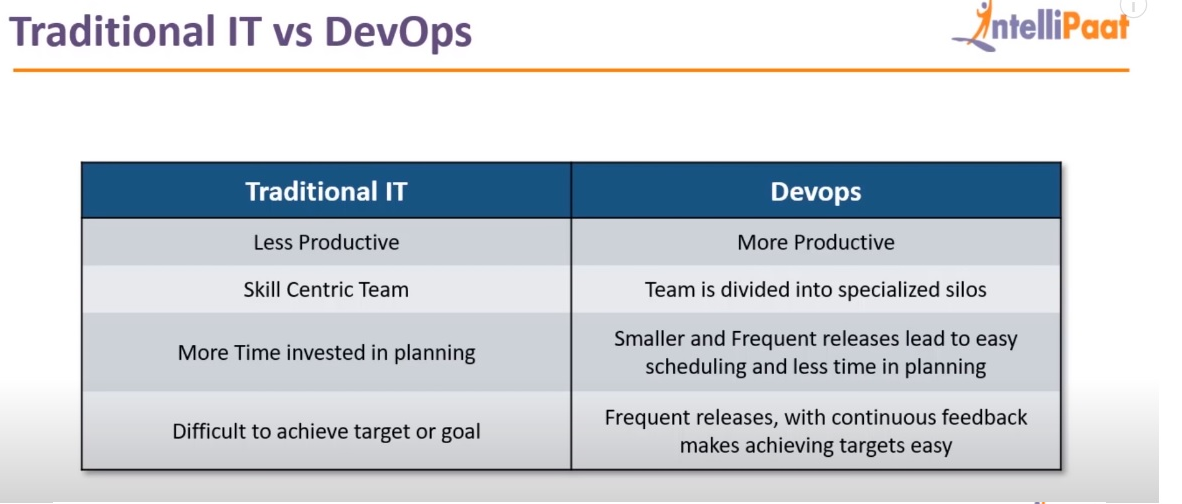 Traditional IT vs DevOps
IntelliPaat
Traditional IT
Devops
Less Productive
More Productive
Skill Centric Team
Team is divided into specialized silos
More Time invested in planning
Smaller and Frequent releases lead to easy
scheduling and less time in planning
Difficult to achieve target or goal
Frequent releases, with continuous feedback
makes achieving targets easy